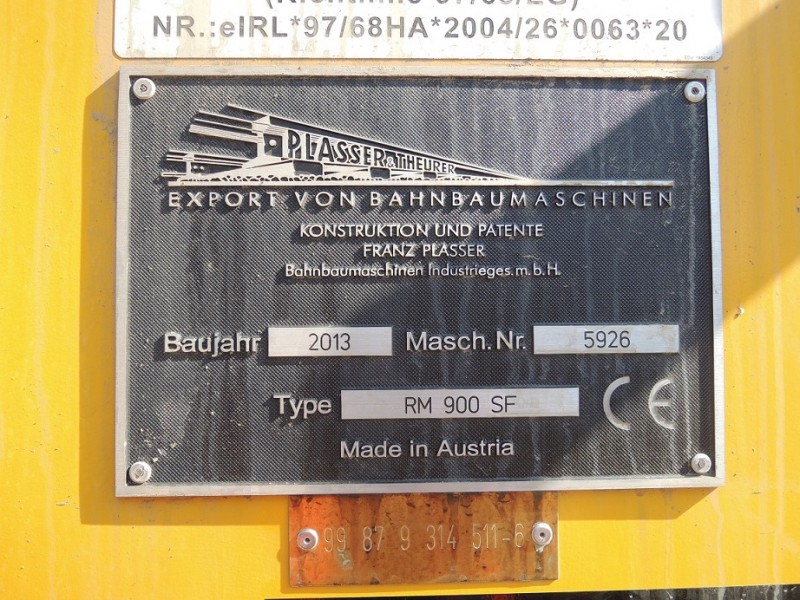 NR.:eIRL*97/68HA*2004/26*0063*20
PLASSER & THEURER
EXPORT VON BAHNBAUMASCHINEN
KONSTRUKTION UND PATENTE
FRANZ PLASSER
Bahnbaumaschinen Industrieges.m.b.H.
Baujahr 2013 Masch.Nr. 5926
Type RM 900 SF CE
Made in Austria
99 87 9 314 511-6